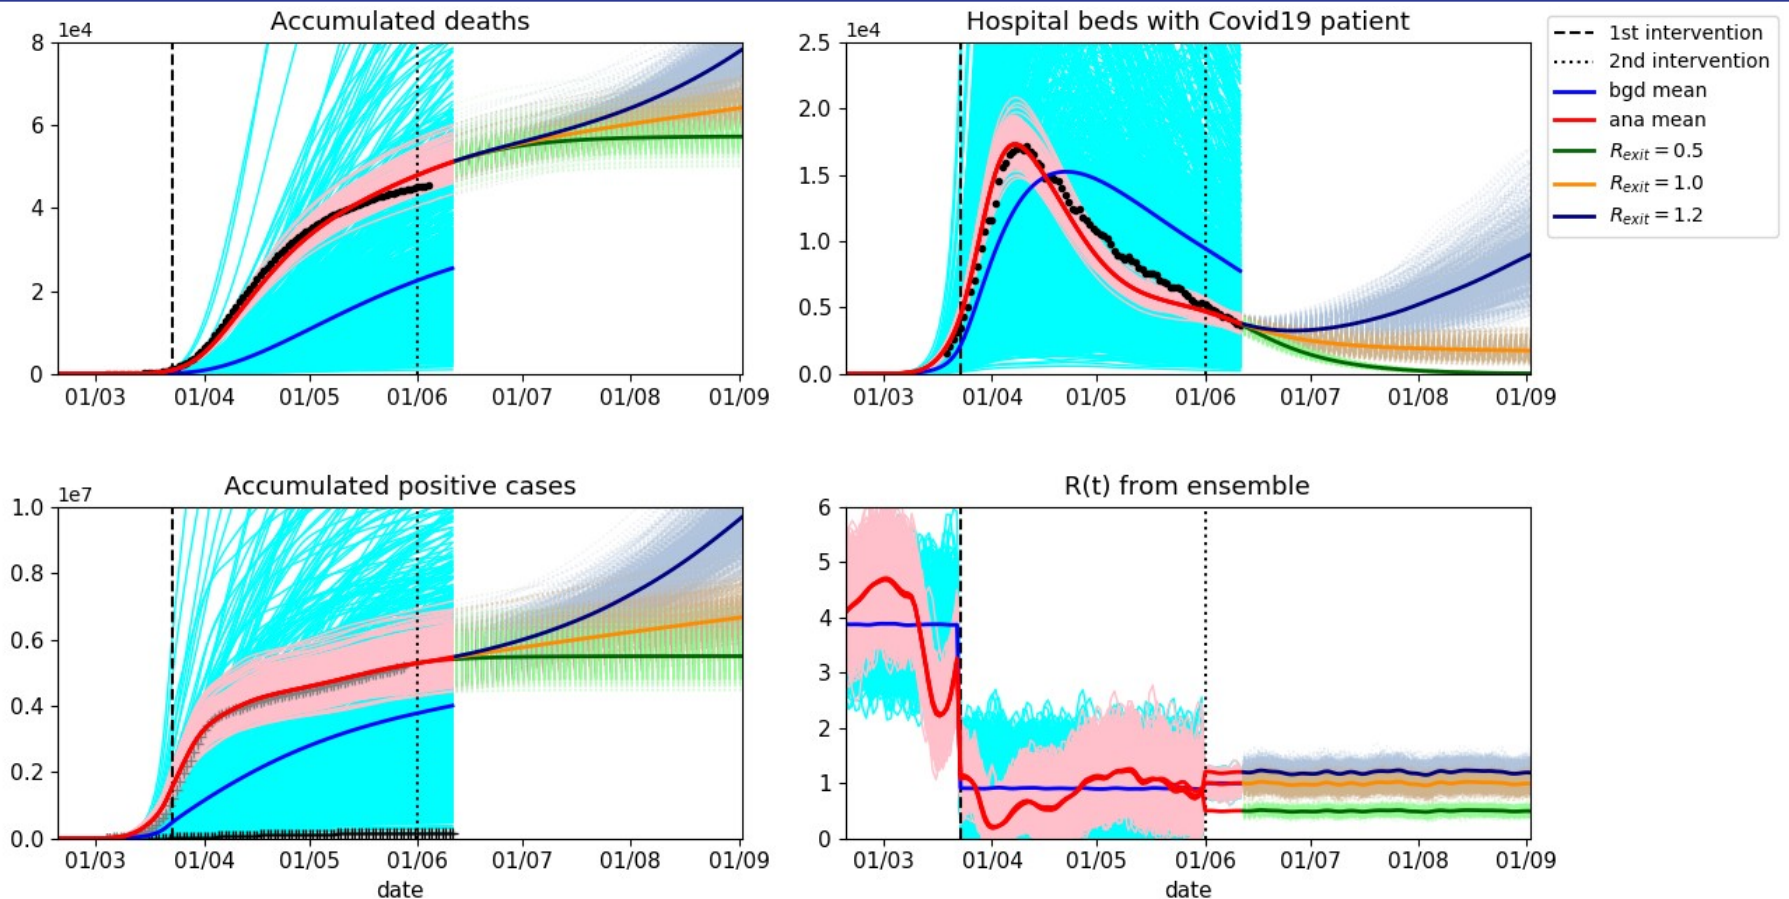 Accumulated deaths
1e4
8
6
4
2
0
01/03 01/04 01/05 01/06 01/07 01/08 01/09
Hospital beds with Covid19 patient
1e4
2.5
2.0
1.5
1.0
0.5
0.0
01/03 01/04 01/05 01/06 01/07 01/08 01/09
1st intervention
2nd intervention
bgd mean
ana mean
R_exit = 0.5
R_exit = 1.0
R_exit = 1.2
Accumulated positive cases
1e7
1.0
0.8
0.6
0.4
0.2
0.0
01/03 01/04 01/05 01/06 01/07 01/08 01/09
date
R(t) from ensemble
6
5
4
3
2
1
0
01/03 01/04 01/05 01/06 01/07 01/08 01/09
date